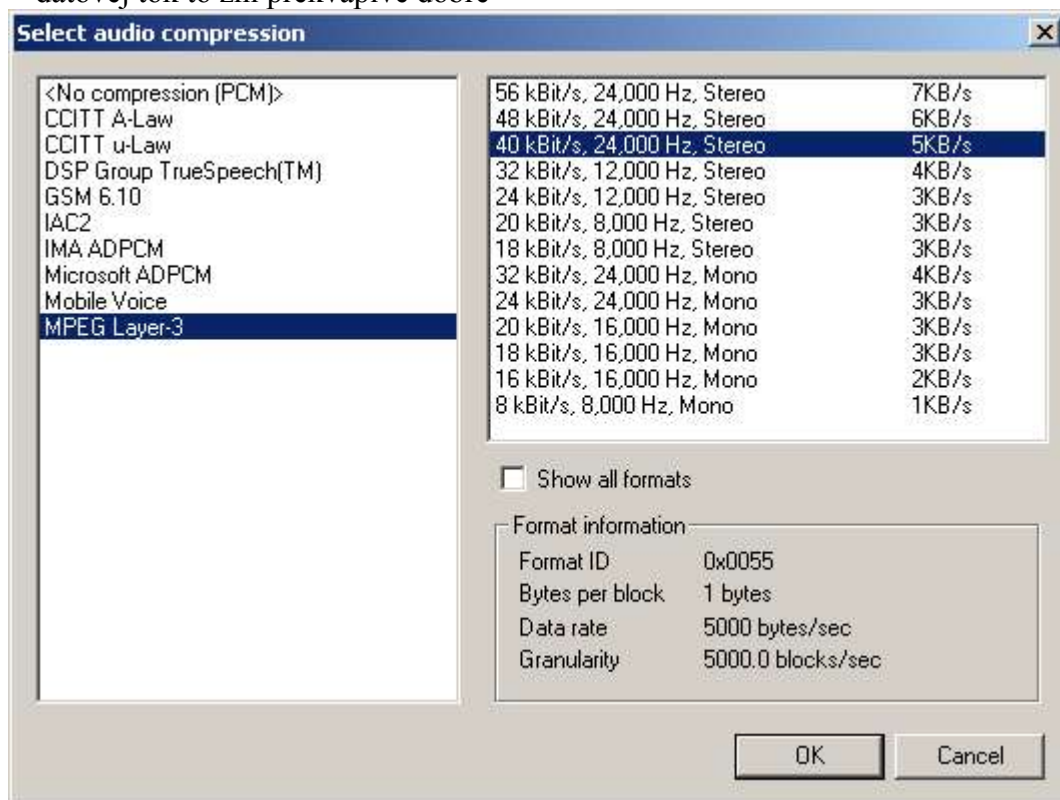 datovej tok to zní překvapivě dobře
Select audio compression
<No compression (PCM)>
CCITT A-Law
CCITT u-Law
DSP Group TrueSpeech(TM)
GSM 6.10
IAC2
IMA ADPCM
Microsoft ADPCM
Mobile Voice
MPEG Layer-3
56 kBit/s, 24,000 Hz, Stereo 7KB/s
48 kBit/s, 24,000 Hz, Stereo 6KB/s
40 kBit/s, 24,000 Hz, Stereo 5KB/s
32 kBit/s, 12,000 Hz, Stereo 4KB/s
24 kBit/s, 12,000 Hz, Stereo 3KB/s
20 kBit/s, 8,000 Hz, Stereo 3KB/s
18 kBit/s, 8,000 Hz, Stereo 3KB/s
32 kBit/s, 24,000 Hz, Mono 4KB/s
24 kBit/s, 24,000 Hz, Mono 3KB/s
20 kBit/s, 16,000 Hz, Mono 3KB/s
18 kBit/s, 16,000 Hz, Mono 3KB/s
16 kBit/s, 16,000 Hz, Mono 2KB/s
8 kBit/s, 8,000 Hz, Mono 1KB/s
Show all formats
Format information
Format ID 0x0055
Bytes per block 1 bytes
Data rate 5000 bytes/sec
Granularity 5000.0 blocks/sec
OK Cancel